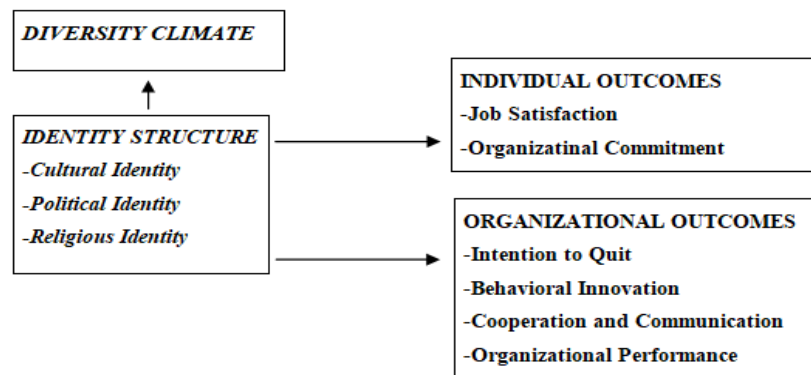 DIVERSITY CLIMATE
IDENTITY STRUCTURE
-Cultural Identity
-Political Identity
-Religious Identity
INDIVIDUAL OUTCOMES
-Job Satisfaction
-Organizatinal Commitment
ORGANIZATIONAL OUTCOMES
-Intention to Quit
-Behavioral Innovation
-Cooperation and Communication
-Organizational Performance